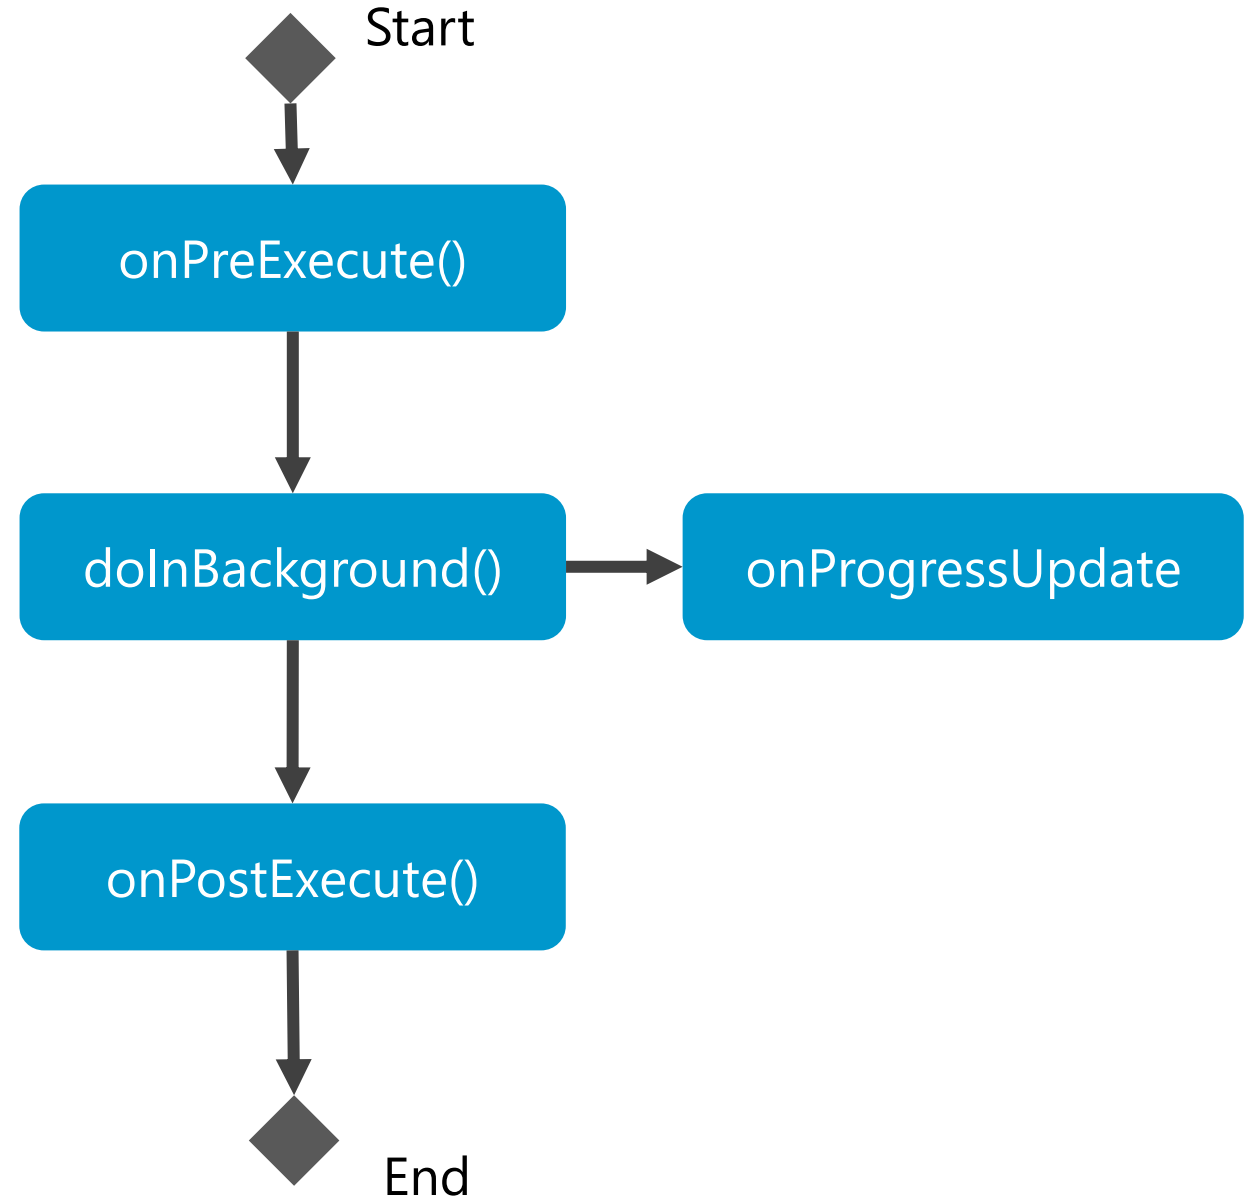 Start
onPreExecute()
doInBackground()
onProgressUpdate
onPostExecute()
End